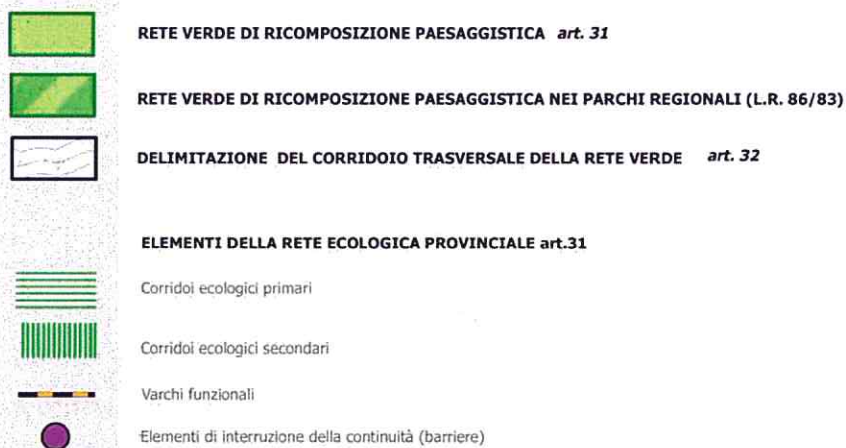 RETE VERDE DI RICOMPOSIZIONE PAESAGGISTICA art. 31
RETE VERDE DI RICOMPOSIZIONE PAESAGGISTICA NEI PARCHI REGIONALI (L.R. 86/83)
DELIMITAZIONE DEL CORRIDOIO TRASVERSALE DELLA RETE VERDE art. 32
ELEMENTI DELLA RETE ECOLOGICA PROVINCIALE art.31
Corridoi ecologici primari
Corridoi ecologici secondari
Varchi funzionali
Elementi di interruzione della continuità (barriere)